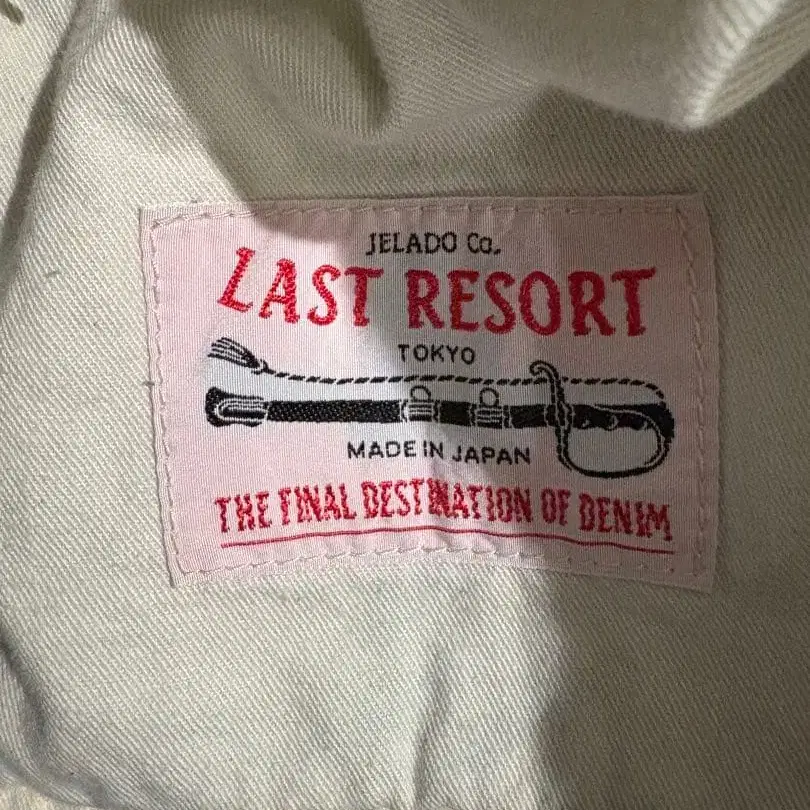 JELADO Co.
LAST RESORT
TOKYO
MADE IN JAPAN
THE FINAL DESTINATION OF DENIM